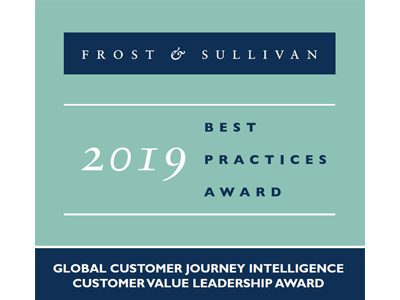 FROST & SULLIVAN
BEST
2019 PRACTICES
AWARD
GLOBAL CUSTOMER JOURNEY INTELLIGENCE
CUSTOMER VALUE LEADERSHIP AWARD